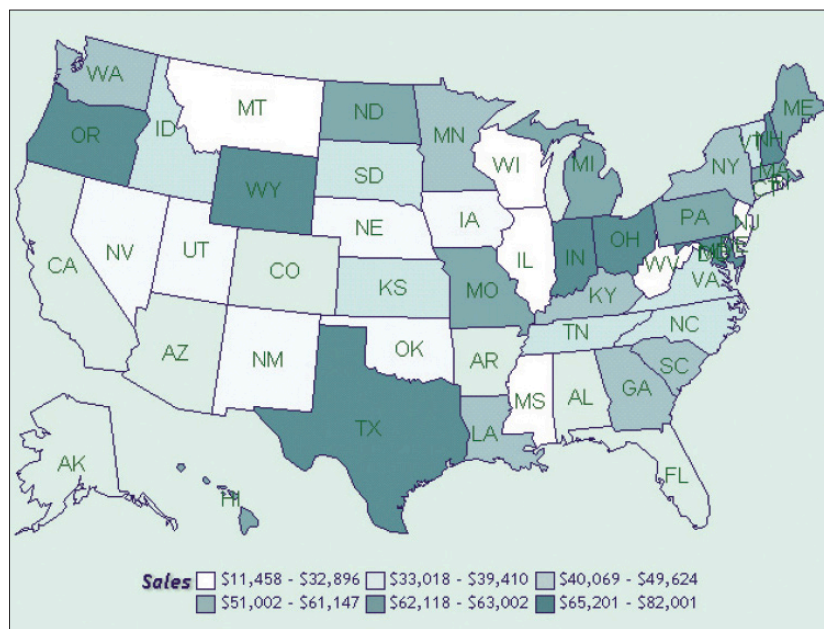 WA
MT
ND
MN
ME
OR
ID
SD
WI
MI
VT
NH
NY
MA
WY
IA
NE
PA
NJ
NV
UT
CO
IL
IN
OH
WV
VA
CA
KS
MO
KY
AZ
NM
OK
AR
TN
NC
SC
TX
LA
MS
AL
GA
AK
HI
FL
Sales $11,458 - $32,896 $33,018 - $39,410 $40,069 - $49,624
$51,002 - $61,147 $62,118 - $63,002 $65,201 - $82,001